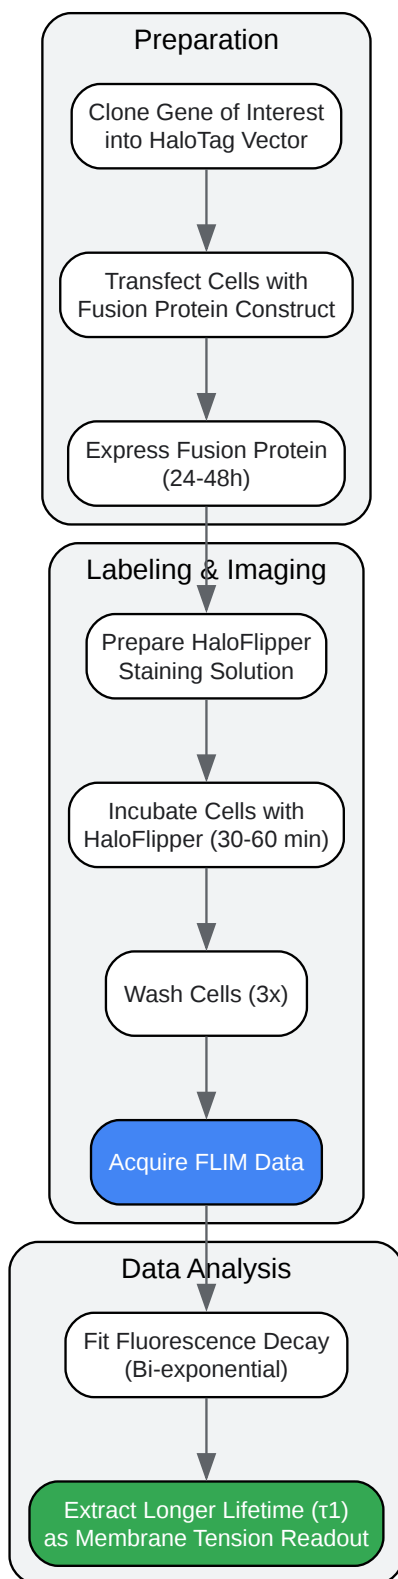 Preparation
Clone Gene of Interest
into HaloTag Vector
Transfect Cells with
Fusion Protein Construct
Express Fusion Protein
(24-48h)
Labeling & Imaging
Prepare HaloFlipper
Staining Solution
Incubate Cells with
HaloFlipper (30-60 min)
Wash Cells (3x)
Acquire FLIM Data
Data Analysis
Fit Fluorescence Decay
(Bi-exponential)
Extract Longer Lifetime (τ1)
as Membrane Tension Readout